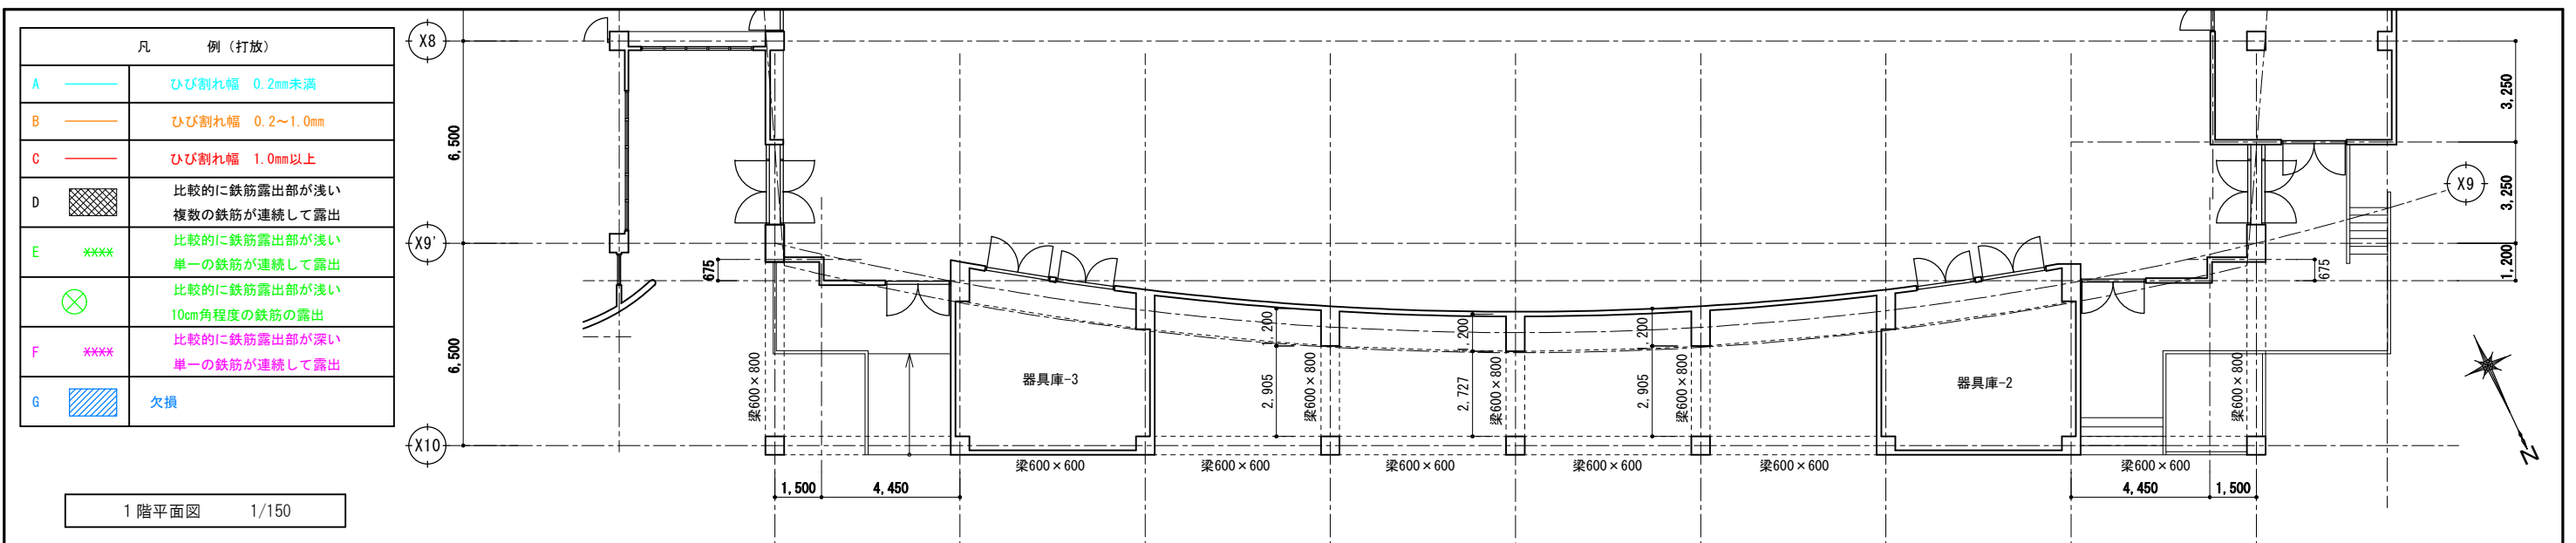 凡　　　例（打放）
A ひび割れ幅　0.2mm未満
B ひび割れ幅　0.2～1.0mm
C ひび割れ幅　1.0mm以上
D 比較的に鉄筋露出部が浅い
複数の鉄筋が連続して露出
E 比較的に鉄筋露出部が浅い
単一の鉄筋が連続して露出
比較的に鉄筋露出部が浅い
10cm角程度の鉄筋の露出
F 比較的に鉄筋露出部が深い
単一の鉄筋が連続して露出
G 欠損
1階平面図　　1/150
X8
6,500
X9'
6,500
X10
675
梁600×800
1,500
4,450
器具庫-3
梁600×600
梁600×600
梁600×600
梁600×600
梁600×600
梁600×600
1,200
2,905
梁600×800
1,200
2,727
梁600×800
1,200
2,905
梁600×800
器具庫-2
梁600×800
4,450
1,500
3,250
3,250
1,200
675
X9
N